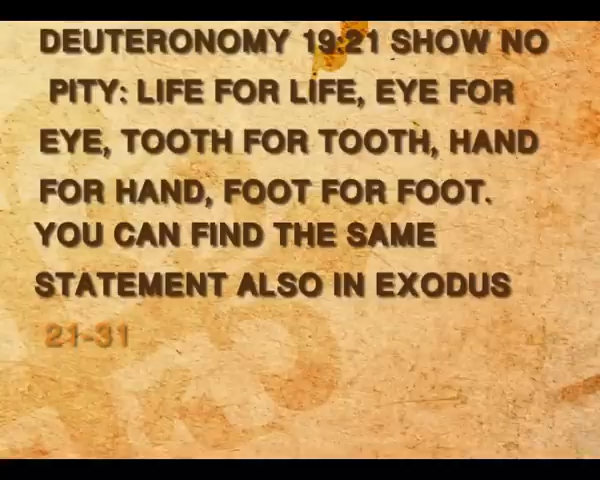 DEUTERONOMY 19:21 SHOW NO
PITY: LIFE FOR LIFE, EYE FOR
EYE, TOOTH FOR TOOTH, HAND
FOR HAND, FOOT FOR FOOT.
YOU CAN FIND THE SAME
STATEMENT ALSO IN EXODUS
21-31